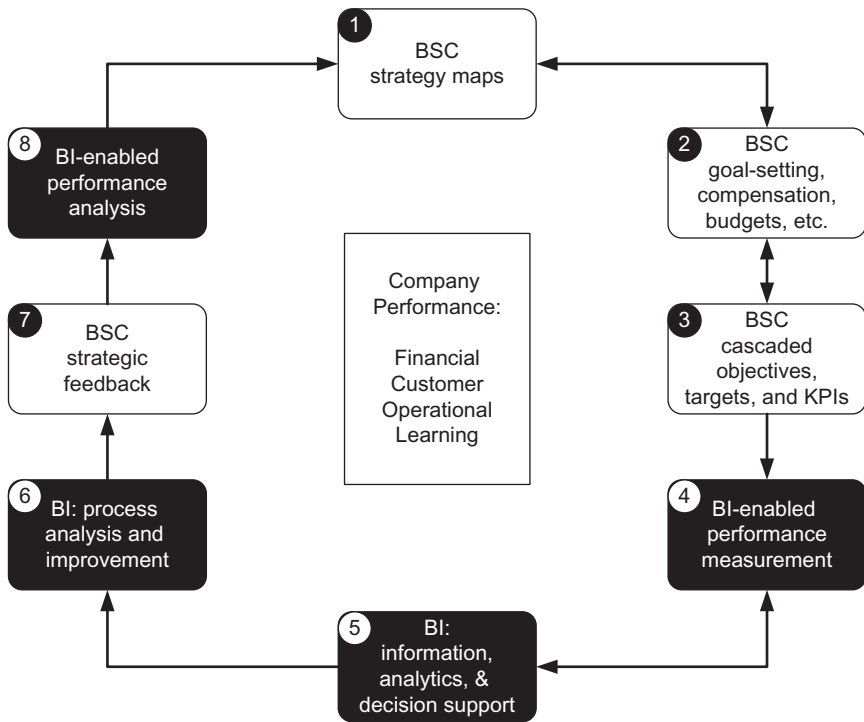 1
BSC
strategy maps
2
BSC
goal-setting,
compensation,
budgets, etc.
3
BSC
cascaded
objectives,
targets, and KPIs
4
BI-enabled
performance
measurement
5
BI:
information,
analytics, &
decision support
6
BI: process
analysis and
improvement
7
BSC
strategic
feedback
8
BI-enabled
performance
analysis
Company
Performance:
Financial
Customer
Operational
Learning